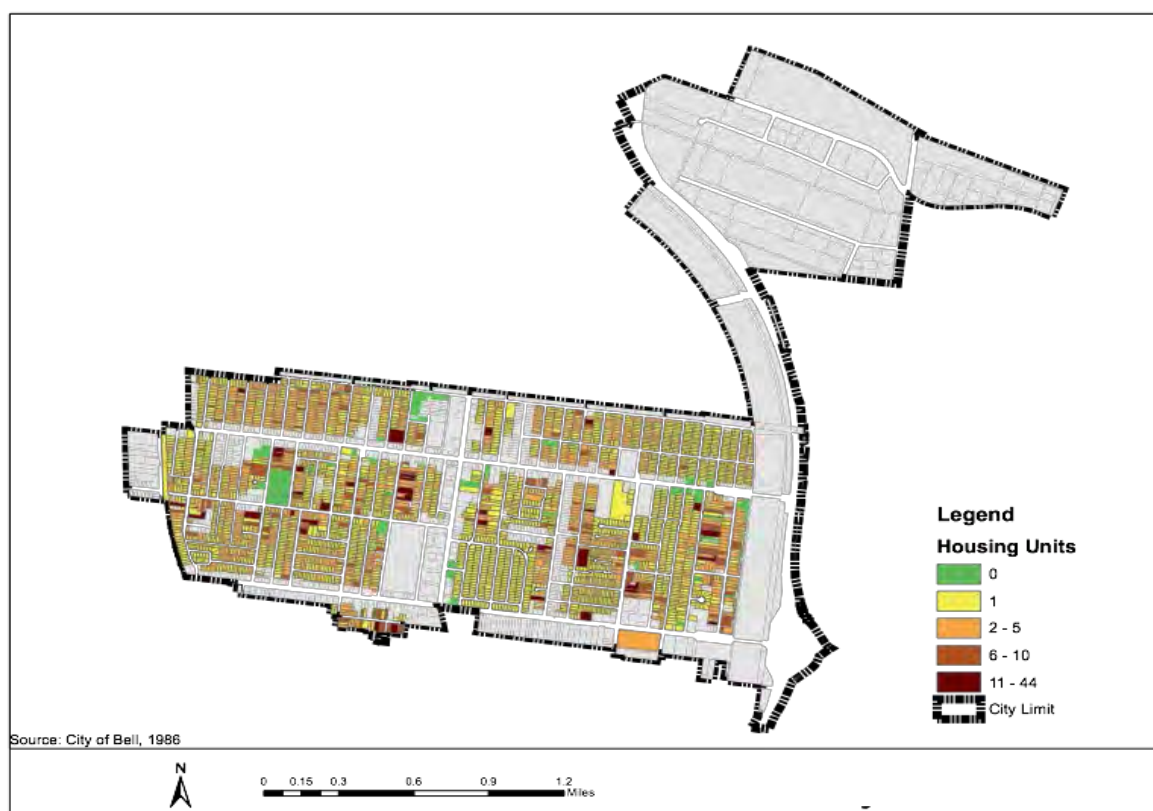 Legend
Housing Units
0
1
2 - 5
6 - 10
11 - 44
City Limit
Source: City of Bell, 1986
N
0 0.15 0.3 0.6 0.9 1.2
Miles